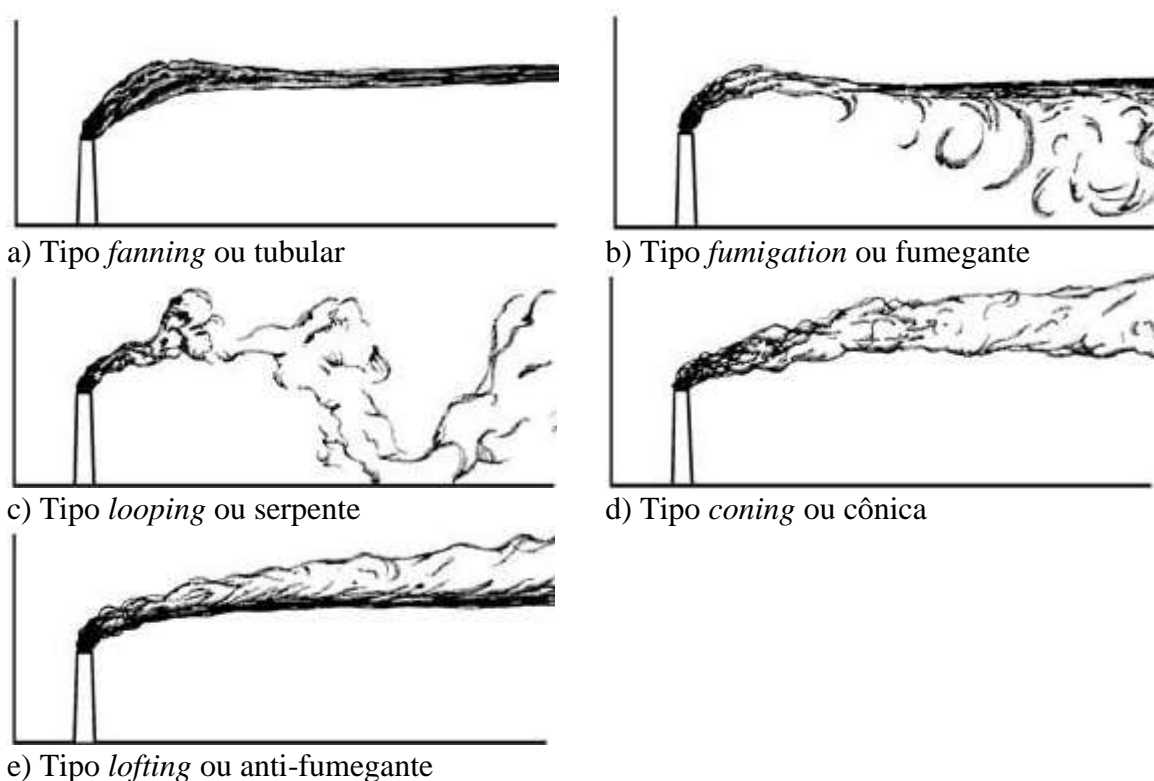 a) Tipo fanning ou tubular
b) Tipo fumigation ou fumegante
c) Tipo looping ou serpente
d) Tipo coning ou cônica
e) Tipo lofting ou anti-fumegante